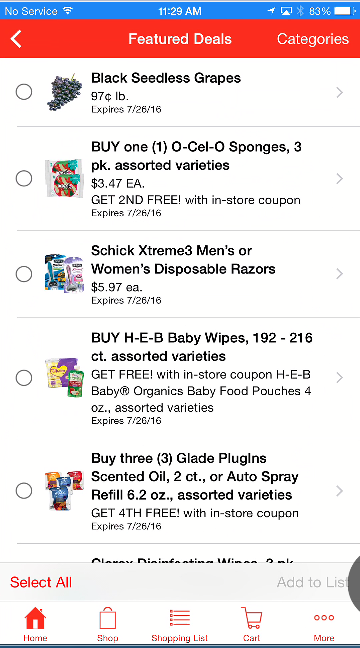 No Service 11:29 AM 83%
Featured Deals Categories
Black Seedless Grapes
97¢ lb.
Expires 7/26/16
BUY one (1) O-Cel-O Sponges, 3
pk. assorted varieties
$3.47 EA.
GET 2ND FREE! with in-store coupon
Expires 7/26/16
Schick Xtreme3 Men's or
Women's Disposable Razors
$5.97 ea.
Expires 7/26/16
BUY H-E-B Baby Wipes, 192 - 216
ct. assorted varieties
GET FREE! with in-store coupon H-E-B
Baby® Organics Baby Food Pouches 4
oz., assorted varieties
Expires 7/26/16
Buy three (3) Glade PlugIns
Scented Oil, 2 ct., or Auto Spray
Refill 6.2 oz., assorted varieties
GET 4TH FREE! with in-store coupon
Expires 7/26/16
Clorox Disinfecting Wipes, 3 pk
Select All Add to List
Home Shop Shopping List Cart More